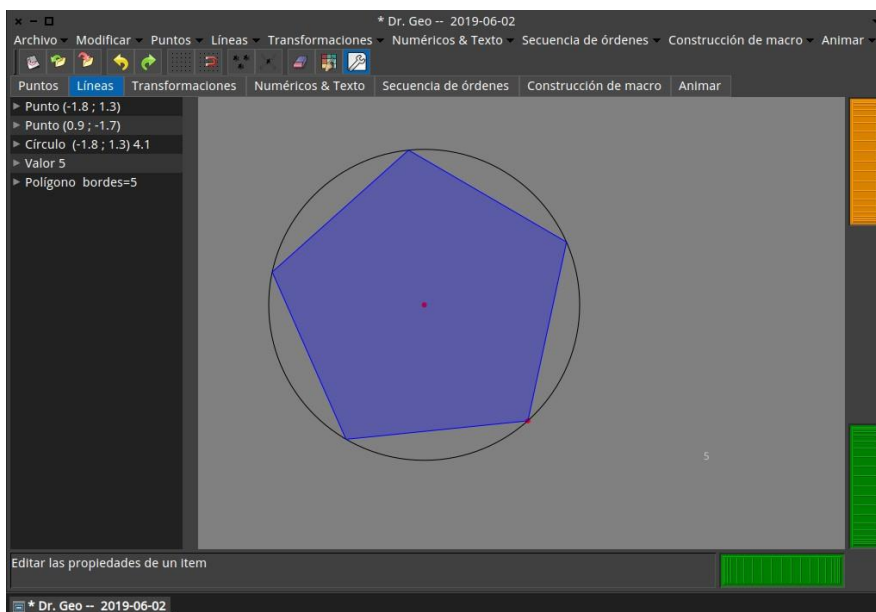 * Dr. Geo -- 2019-06-02
Archivo Modificar Puntos Líneas Transformaciones Numéricos & Texto Secuencia de órdenes Construcción de macro Animar
Puntos Líneas Transformaciones Numéricos & Texto Secuencia de órdenes Construcción de macro Animar
Punto (-1.8 ; 1.3)
Punto (0.9 ; -1.7)
Círculo (-1.8 ; 1.3) 4.1
Valor 5
Polígono bordes=5
5
Editar las propiedades de un item
* Dr. Geo -- 2019-06-02